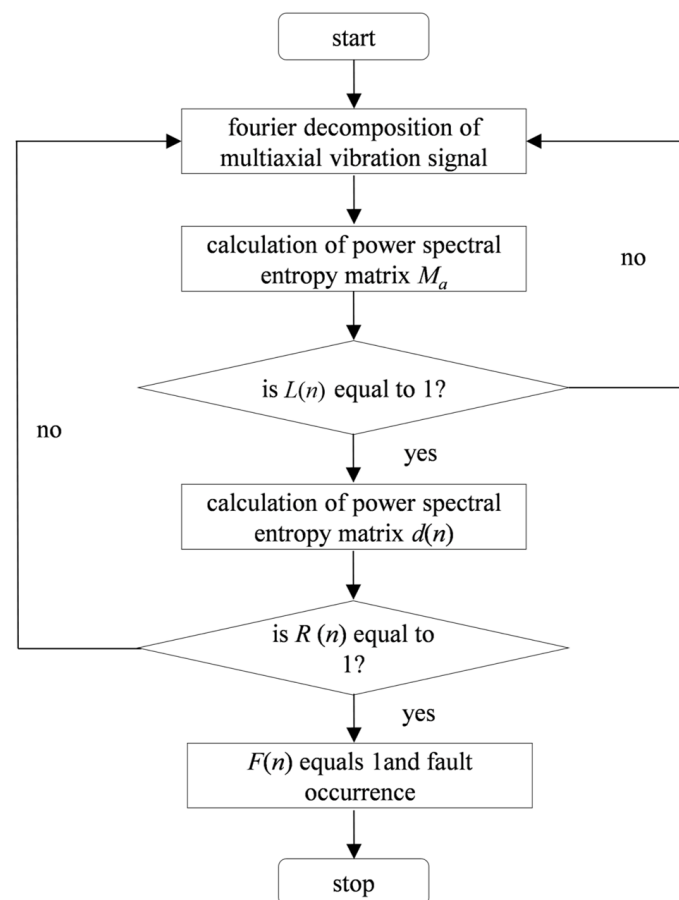 start
fourier decomposition of
multiaxial vibration signal
calculation of power spectral
entropy matrix Mₐ
no
is L(n) equal to 1?
no
yes
calculation of power spectral
entropy matrix d(n)
is R (n) equal to
1?
yes
F(n) equals 1and fault
occurrence
stop